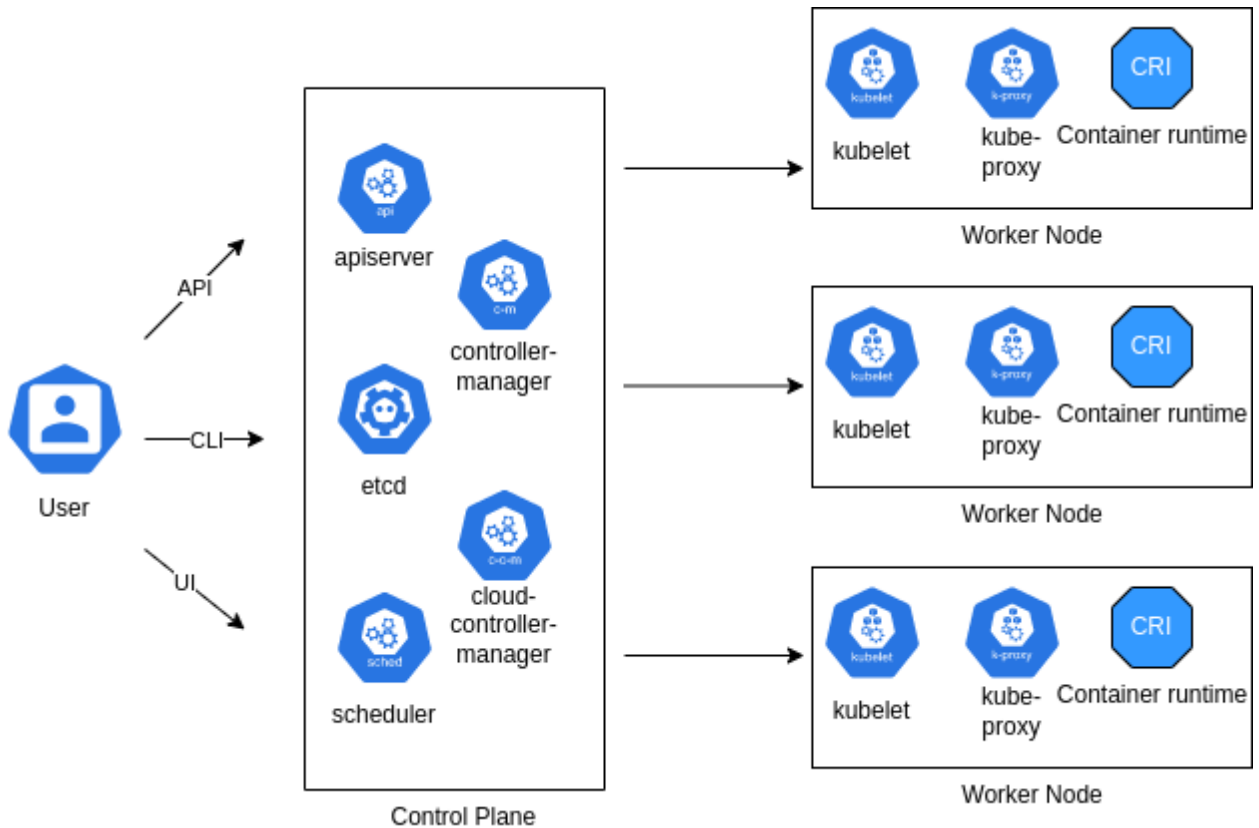 API
CLI
UI
User
api
apiserver
c-m
controller-
manager
etcd
c-c-m
cloud-
controller-
manager
sched
scheduler
Control Plane
kubelet
kubelet
k-proxy
kube-
proxy
CRI
Container runtime
Worker Node
kubelet
kubelet
k-proxy
kube-
proxy
CRI
Container runtime
Worker Node
kubelet
kubelet
k-proxy
kube-
proxy
CRI
Container runtime
Worker Node